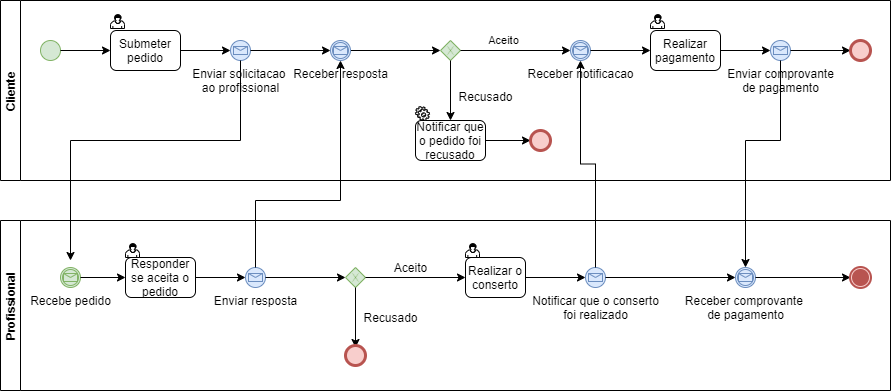 Cliente
Submeter
pedido
Enviar solicitacao
ao profissional
Receber resposta
Aceito
Recusado
Notificar que
o pedido foi
recusado
Receber notificacao
Realizar
pagamento
Enviar comprovante
de pagamento
Profissional
Recebe pedido
Responder
se aceita o
pedido
Enviar resposta
Aceito
Recusado
Realizar o
conserto
Notificar que o conserto
foi realizado
Receber comprovante
de pagamento